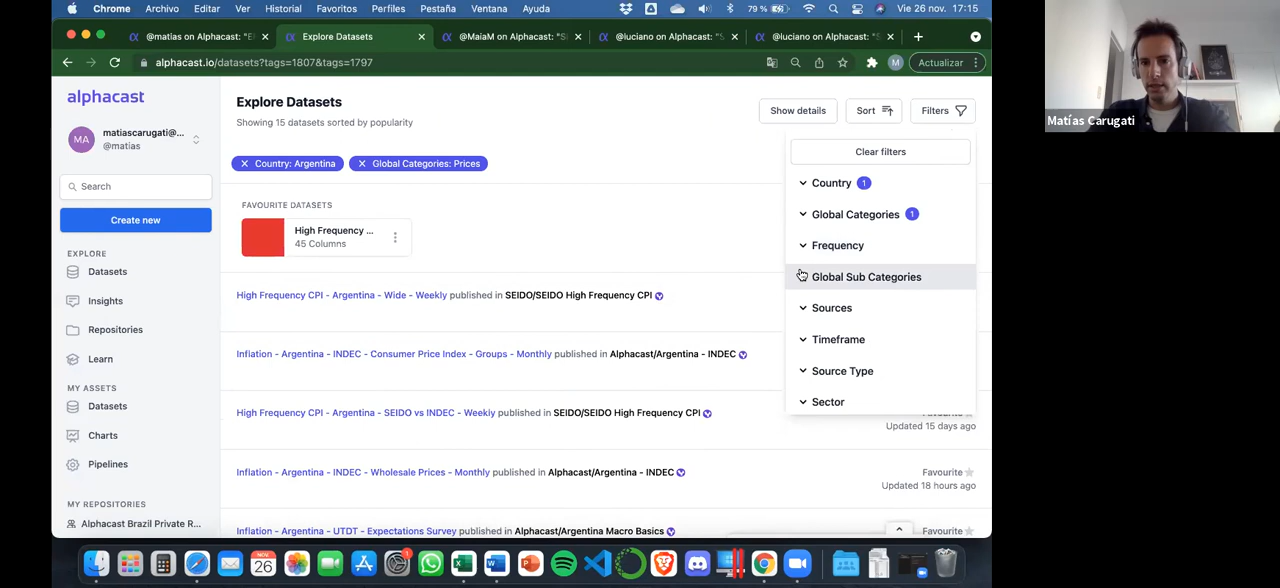 Chrome Archivo Editar Ver Historial Favoritos Perfiles Pestaña Ventana Ayuda 79 % Vie 26 nov. 17:15
@matias on Alphacast: "E Explore Datasets @MaiaM on Alphacast: "S @luciano on Alphacast: "S @luciano on Alphacast: "S
alphacast.io/datasets?tags=1807&tags=1797 M Actualizar
alphacast
MA matiascarugati@...
@matias
Search
Create new
EXPLORE
Datasets
Insights
Repositories
Learn
MY ASSETS
Datasets
Charts
Pipelines
MY REPOSITORIES
Alphacast Brazil Private R...
Explore Datasets
Showing 15 datasets sorted by popularity
Show details Sort Filters
Country: Argentina Global Categories: Prices
FAVOURITE DATASETS
High Frequency ...
45 Columns
High Frequency CPI - Argentina - Wide - Weekly published in SEIDO/SEIDO High Frequency CPI
Inflation - Argentina - INDEC - Consumer Price Index - Groups - Monthly published in Alphacast/Argentina - INDEC
High Frequency CPI - Argentina - SEIDO vs INDEC - Weekly published in SEIDO/SEIDO High Frequency CPI
Updated 15 days ago
Inflation - Argentina - INDEC - Wholesale Prices - Monthly published in Alphacast/Argentina - INDEC
Favourite
Updated 18 hours ago
Inflation - Argentina - UTDT - Expectations Survey published in Alphacast/Argentina Macro Basics
Favourite
Clear filters
Country 1
Global Categories 1
Frequency
Global Sub Categories
Sources
Timeframe
Source Type
Sector
NOV
26
1
Matías Carugati